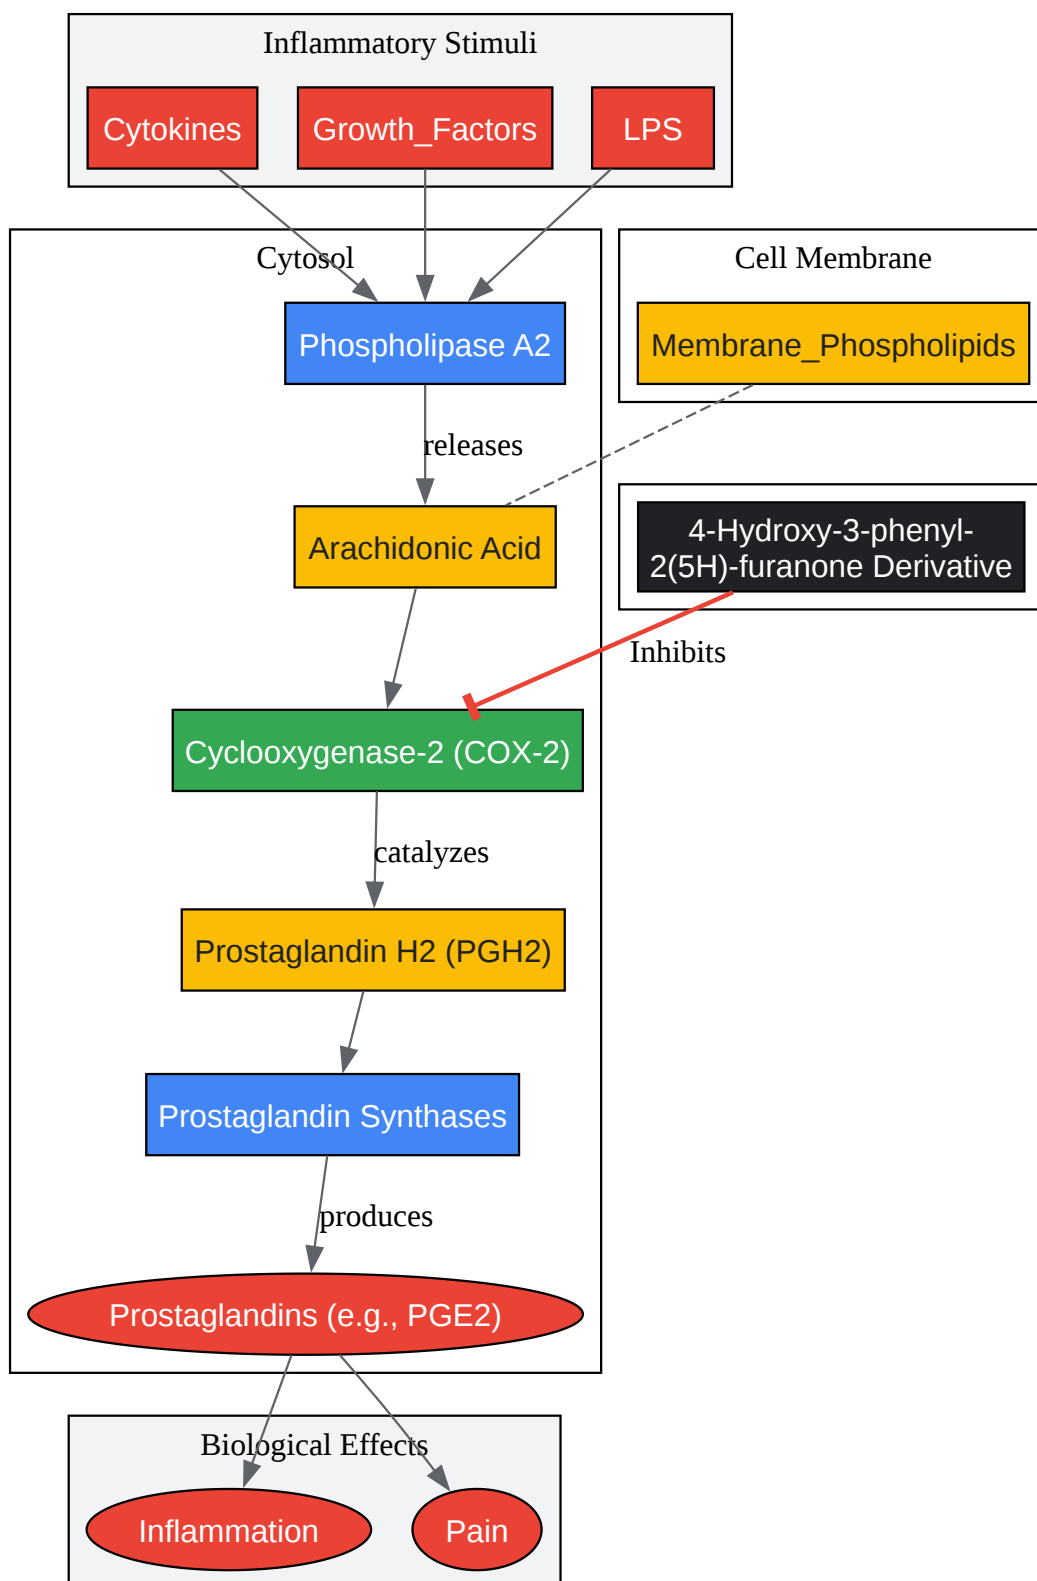 Inflammatory Stimuli
Cytokines
Growth_Factors
LPS
Cytosol
Cell Membrane
Phospholipase A2
Membrane_Phospholipids
releases
Arachidonic Acid
4-Hydroxy-3-phenyl-
2(5H)-furanone Derivative
Inhibits
Cyclooxygenase-2 (COX-2)
catalyzes
Prostaglandin H2 (PGH2)
Prostaglandin Synthases
produces
Prostaglandins (e.g., PGE2)
Biological Effects
Inflammation
Pain